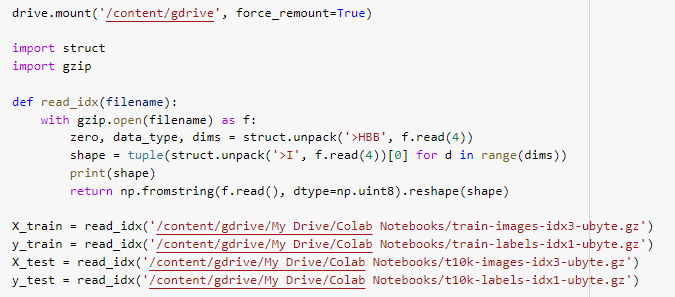 drive.mount('/content/gdrive', force_remount=True)
import struct
import gzip
def read_idx(filename):
with gzip.open(filename) as f:
zero, data_type, dims = struct.unpack('>HBB', f.read(4))
shape = tuple(struct.unpack('>I', f.read(4))[0] for d in range(dims))
print(shape)
return np.fromstring(f.read(), dtype=np.uint8).reshape(shape)
X_train = read_idx('/content/gdrive/My Drive/Colab Notebooks/train-images-idx3-ubyte.gz')
y_train = read_idx('/content/gdrive/My Drive/Colab Notebooks/train-labels-idx1-ubyte.gz')
X_test = read_idx('/content/gdrive/My Drive/Colab Notebooks/t10k-images-idx3-ubyte.gz')
y_test = read_idx('/content/gdrive/My Drive/Colab Notebooks/t10k-labels-idx1-ubyte.gz')